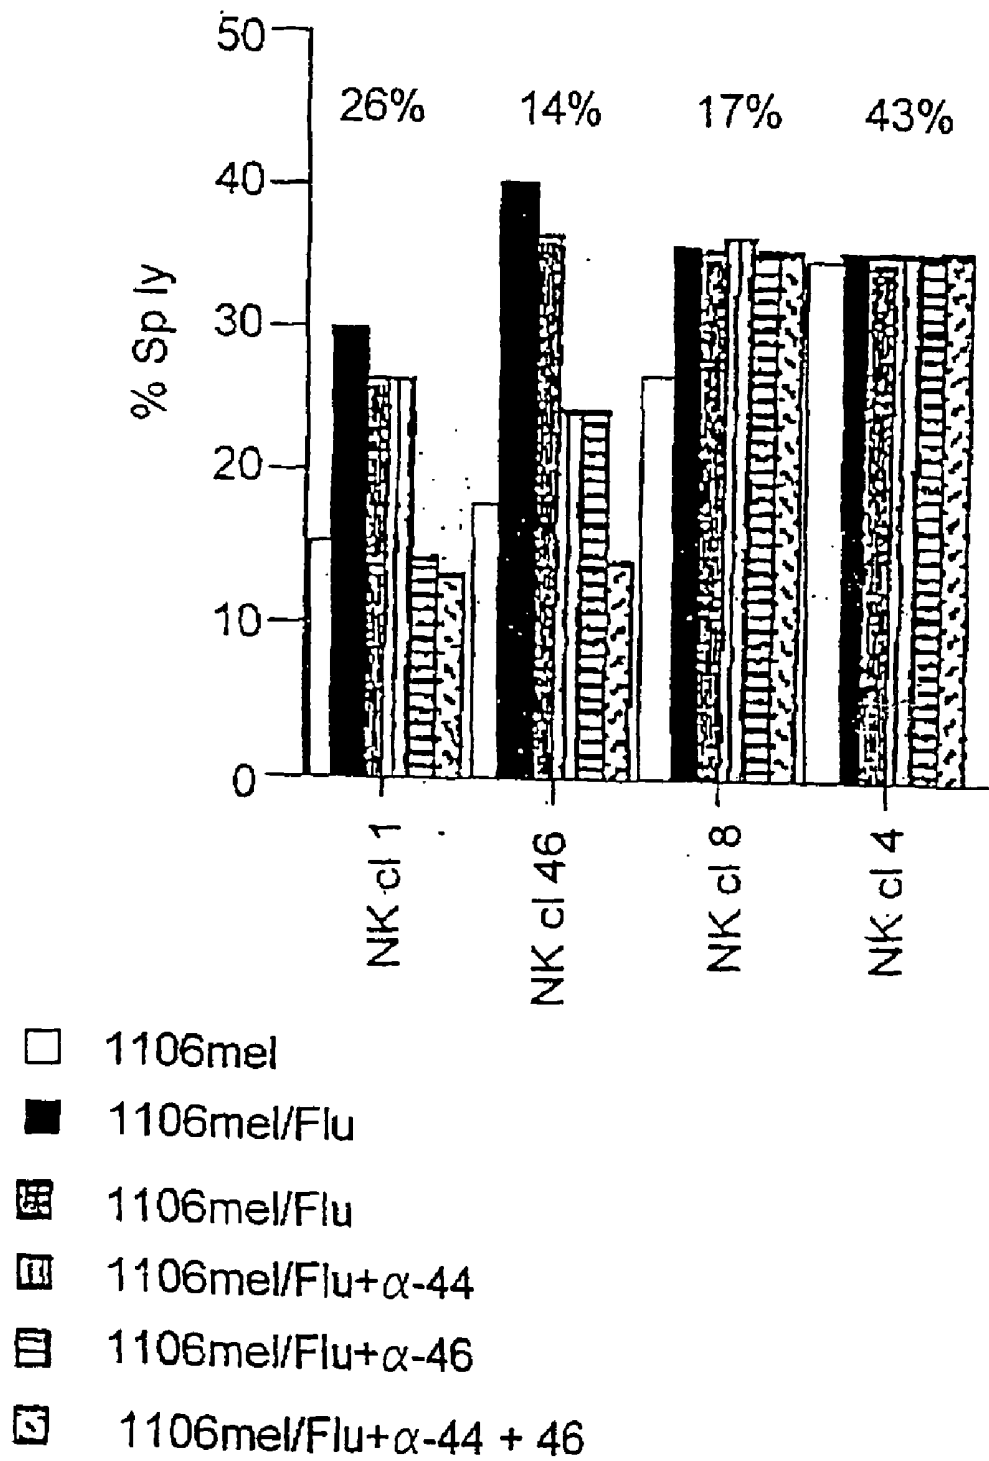 50
26% 14% 17% 43%
40
30
20
10
0
% Sp ly
NK cl 1
NK cl 46
NK cl 8
NK cl 4
1106mel
1106mel/Flu
1106mel/Flu
1106mel/Flu+α-44
1106mel/Flu+α-46
1106mel/Flu+α-44 + 46